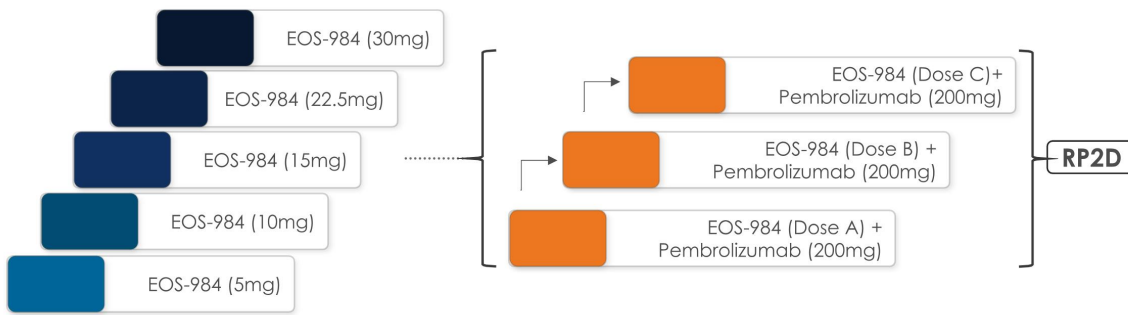 EOS-984 (30mg)
EOS-984 (22.5mg)
EOS-984 (15mg)
EOS-984 (10mg)
EOS-984 (5mg)
EOS-984 (Dose C)+
Pembrolizumab (200mg)
EOS-984 (Dose B) +
Pembrolizumab (200mg)
EOS-984 (Dose A) +
Pembrolizumab (200mg)
RP2D